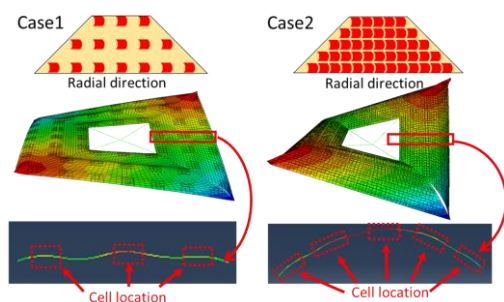 Case1
Radial direction
Cell location
Case2
Radial direction
Cell location